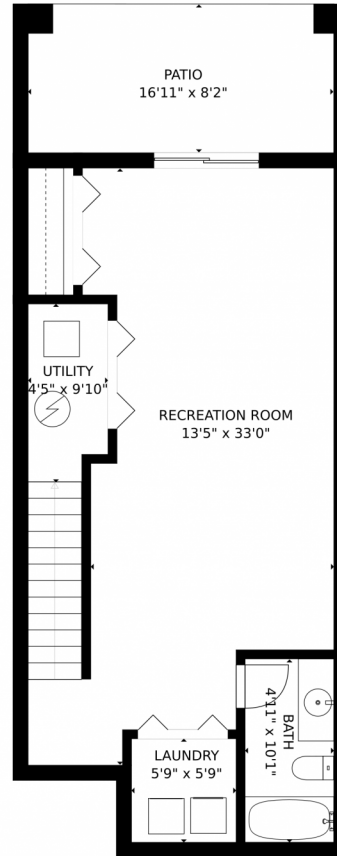 PATIO
16'11" x 8'2"
UTILITY
4'5" x 9'10"
RECREATION ROOM
13'5" x 33'0"
BATH
4'11" x 10'1"
LAUNDRY
5'9" x 5'9"